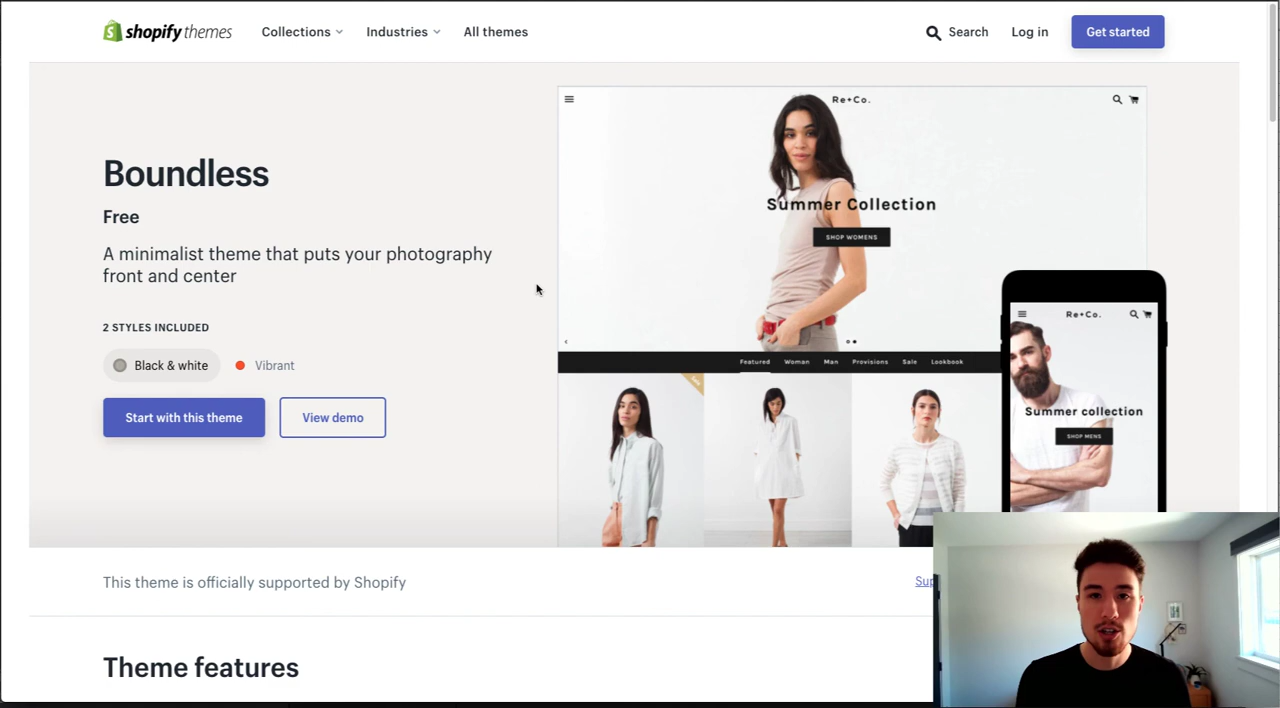 shopify themes
Collections
Industries
All themes
Search
Log in
Get started
Boundless
Free
A minimalist theme that puts your photography
front and center
2 STYLES INCLUDED
Black & white
Vibrant
Start with this theme
View demo
Re+Co.
Summer Collection
SHOP WOMENS
Featured Woman Man Provisions Sale Lookbook
Re+Co.
Summer collection
SHOP MENS
This theme is officially supported by Shopify
Sup
Theme features